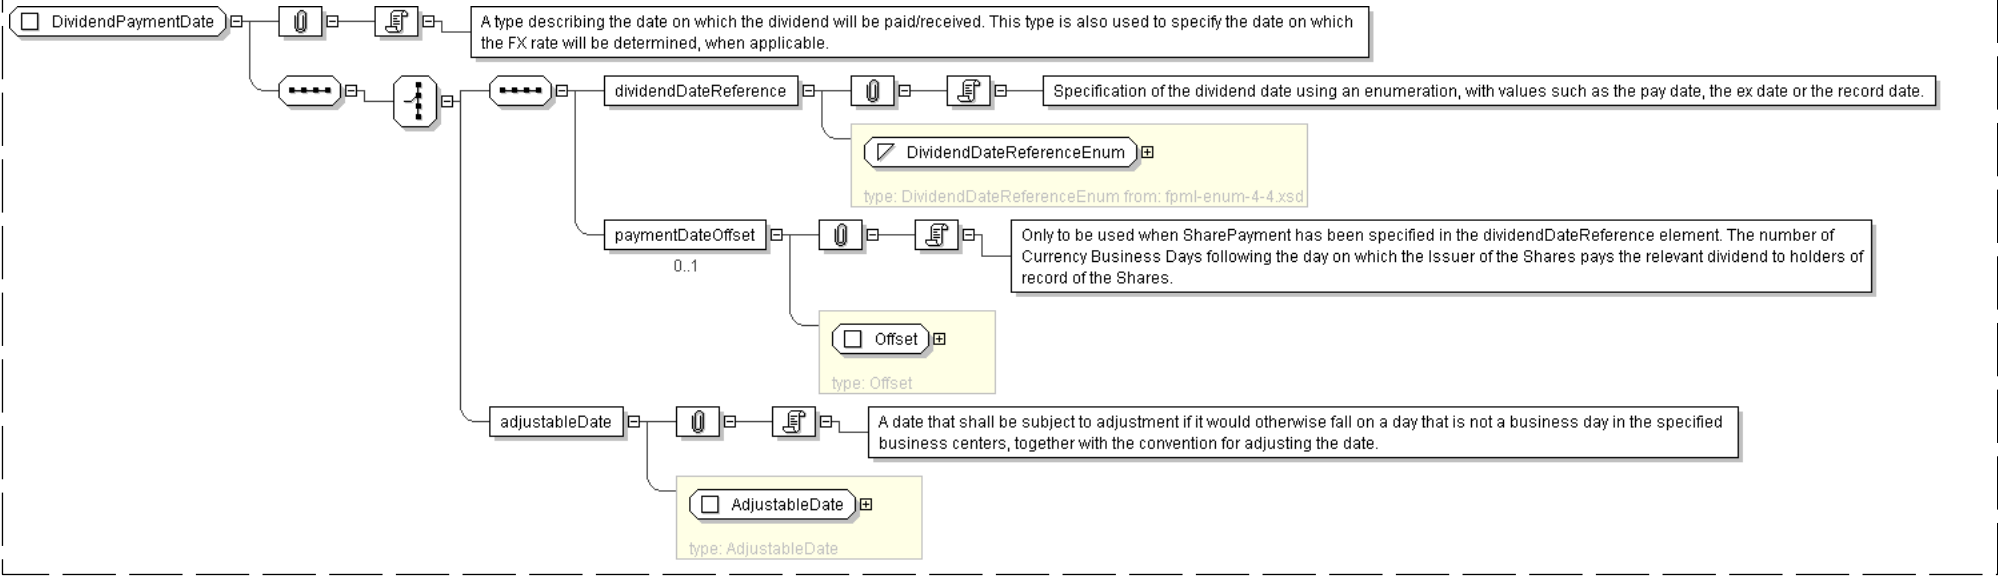 DividendPaymentDate
A type describing the date on which the dividend will be paid/received. This type is also used to specify the date on which
the FX rate will be determined, when applicable.
dividendDateReference
Specification of the dividend date using an enumeration, with values such as the pay date, the ex date or the record date.
DividendDateReferenceEnum
type: DividendDateReferenceEnum from: fpml-enum-4-4.xsd
paymentDateOffset
0..1
Only to be used when SharePayment has been specified in the dividendDateReference element. The number of
Currency Business Days following the day on which the Issuer of the Shares pays the relevant dividend to holders of
record of the Shares.
Offset
type: Offset
adjustableDate
A date that shall be subject to adjustment if it would otherwise fall on a day that is not a business day in the specified
business centers, together with the convention for adjusting the date.
AdjustableDate
type: AdjustableDate